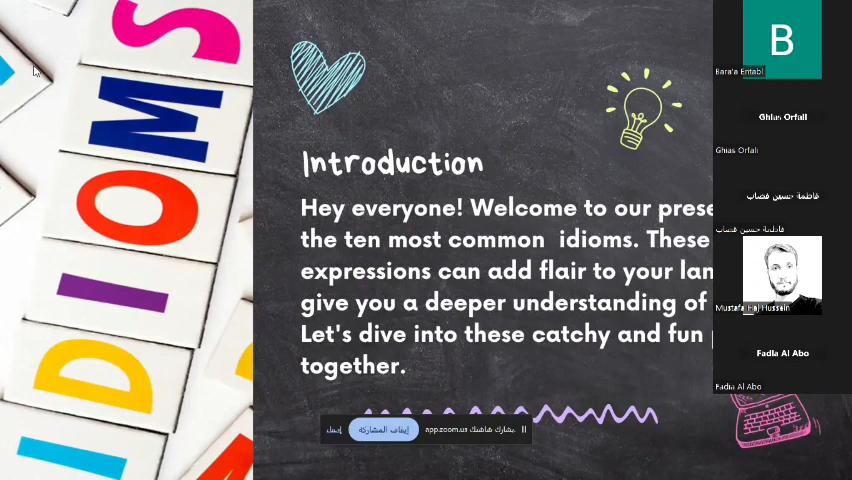 IDIOMS
Introduction
Hey everyone! Welcome to our prese
the ten most common idioms. These
expressions can add flair to your lan
give you a deeper understanding of
Let's dive into these catchy and fun p
together.
B
Bara'a Entabl
Ghias Orfali
Ghias Orfali
فاطمة حسين قصاب
فاطمة حسين قصاب
Mustafa Haj Hussein
Fadia Al Abo
Fadia Al Abo
إخفاء إيقاف المشاركة app.zoom.us يشارك شاشتك.